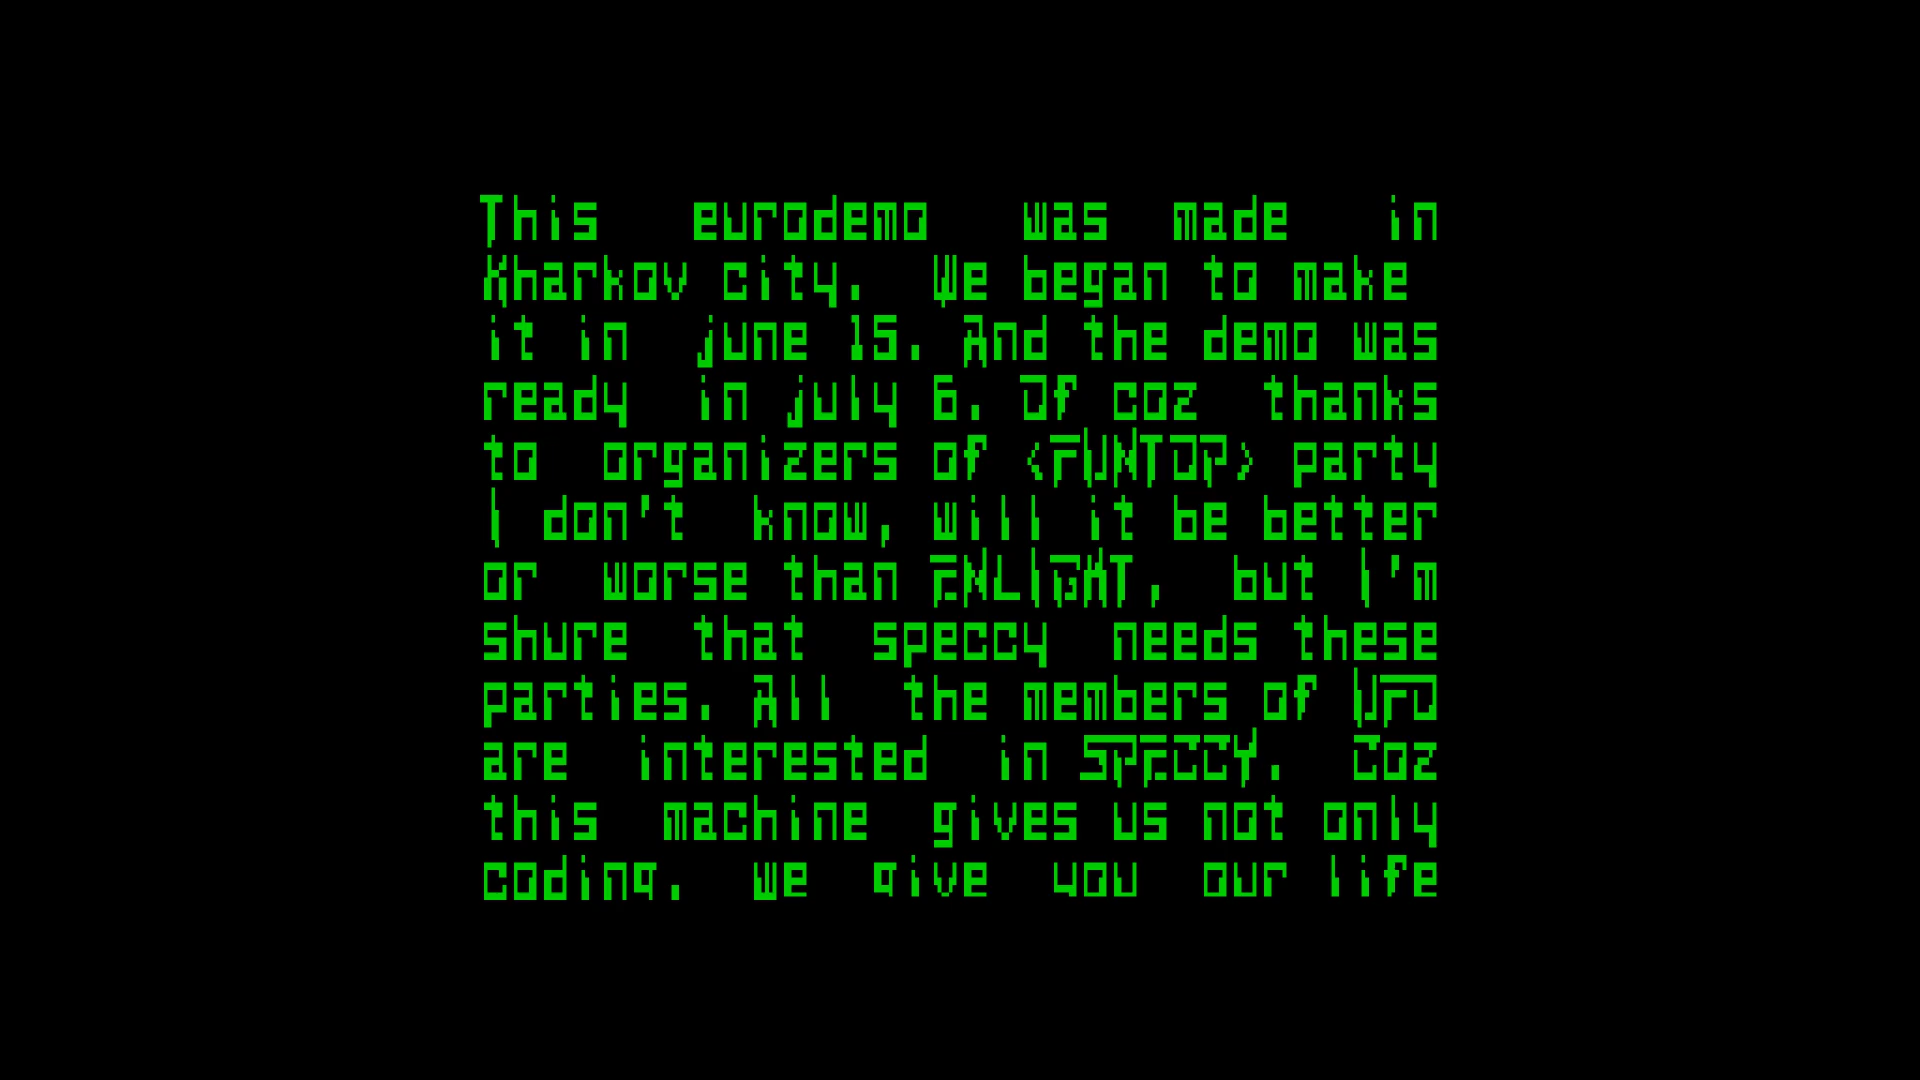 This eurodemo was made in
Kharkov city. We began to make
it in june 15. And the demo was
ready in july 6. Of coz thanks
to organizers of <FUNTOP> party
I don't know, will it be better
or worse than ENLIGHT, but I'm
shure that speccy needs these
parties. All the members of UFO
are interested in SPECCY. Coz
this machine gives us not only
coding. we give you our life